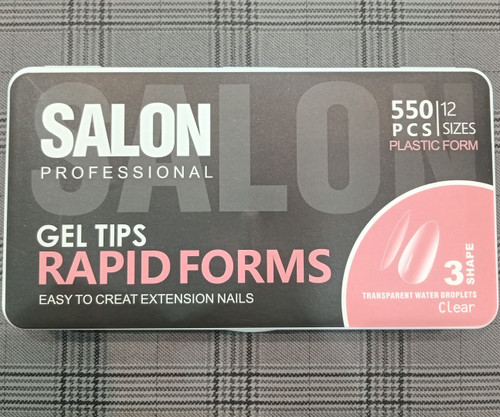 SALON
SALON
PROFESSIONAL
550 PCS
12 SIZES
PLASTIC FORM
GEL TIPS
RAPID FORMS
EASY TO CREAT EXTENSION NAILS
3 SHAPE
TRANSPARENT WATER DROPLETS
Clear